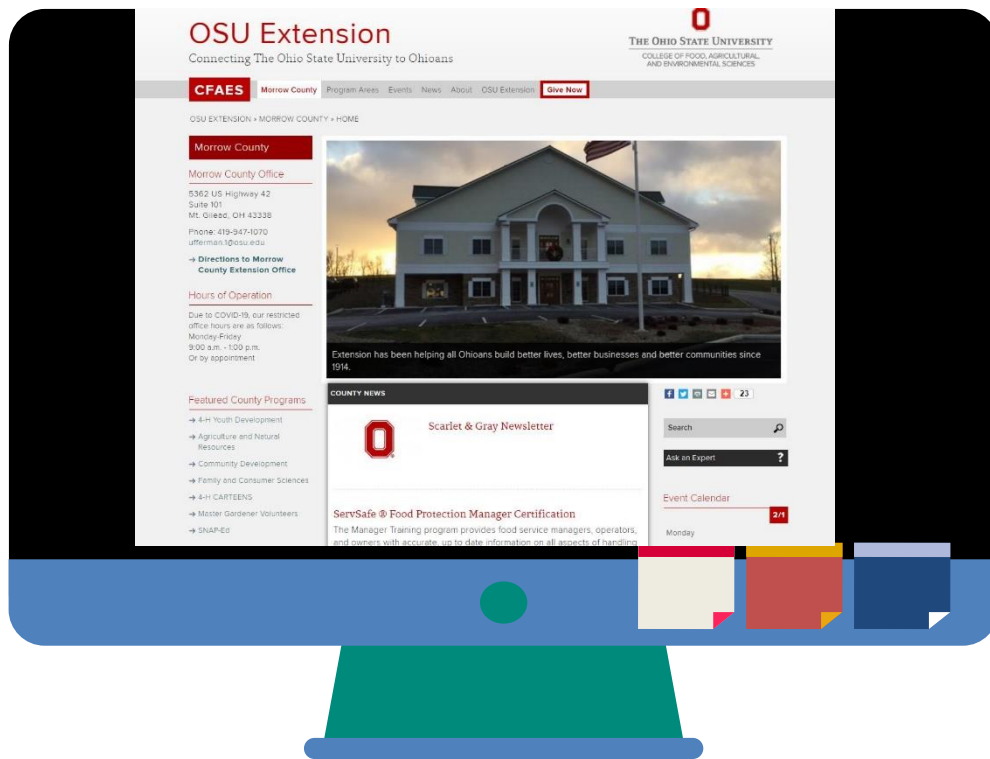 OSU Extension
Connecting The Ohio State University to Ohioans
THE OHIO STATE UNIVERSITY
COLLEGE OF FOOD, AGRICULTURAL,
AND ENVIRONMENTAL SCIENCES
CFAES Morrow County Program Areas Events News About OSU Extension Give Now
OSU EXTENSION » MORROW COUNTY » HOME
Morrow County
Morrow County Office
5362 US Highway 42
Suite 101
Mt. Gilead, OH 43338
Phone: 419-947-1070
ufferman.1@osu.edu
→ Directions to Morrow
County Extension Office
Hours of Operation
Due to COVID-19, our restricted
office hours are as follows:
Monday-Friday
9:00 a.m. - 1:00 p.m.
Or by appointment
Featured County Programs
→ 4-H Youth Development
→ Agriculture and Natural
Resources
→ Community Development
→ Family and Consumer Sciences
→ 4-H CARTEENS
→ Master Gardener Volunteers
→ SNAP-Ed
Extension has been helping all Ohioans build better lives, better businesses and better communities since
1914.
COUNTY NEWS
Scarlet & Gray Newsletter
ServSafe ® Food Protection Manager Certification
The Manager Training program provides food service managers, operators,
and owners with accurate, up to date information on all aspects of handling
23
Search
Ask an Expert ?
Event Calendar
2/1
Monday